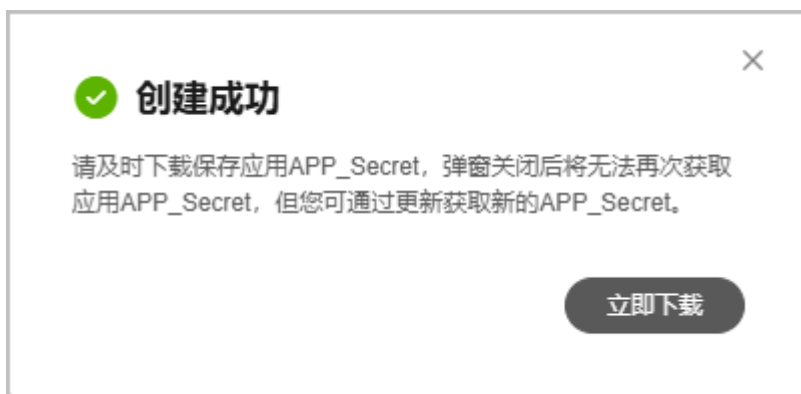 创建成功
请及时下载保存应用APP_Secret，弹窗关闭后将无法再次获取
应用APP_Secret，但您可通过更新获取新的APP_Secret。
立即下载